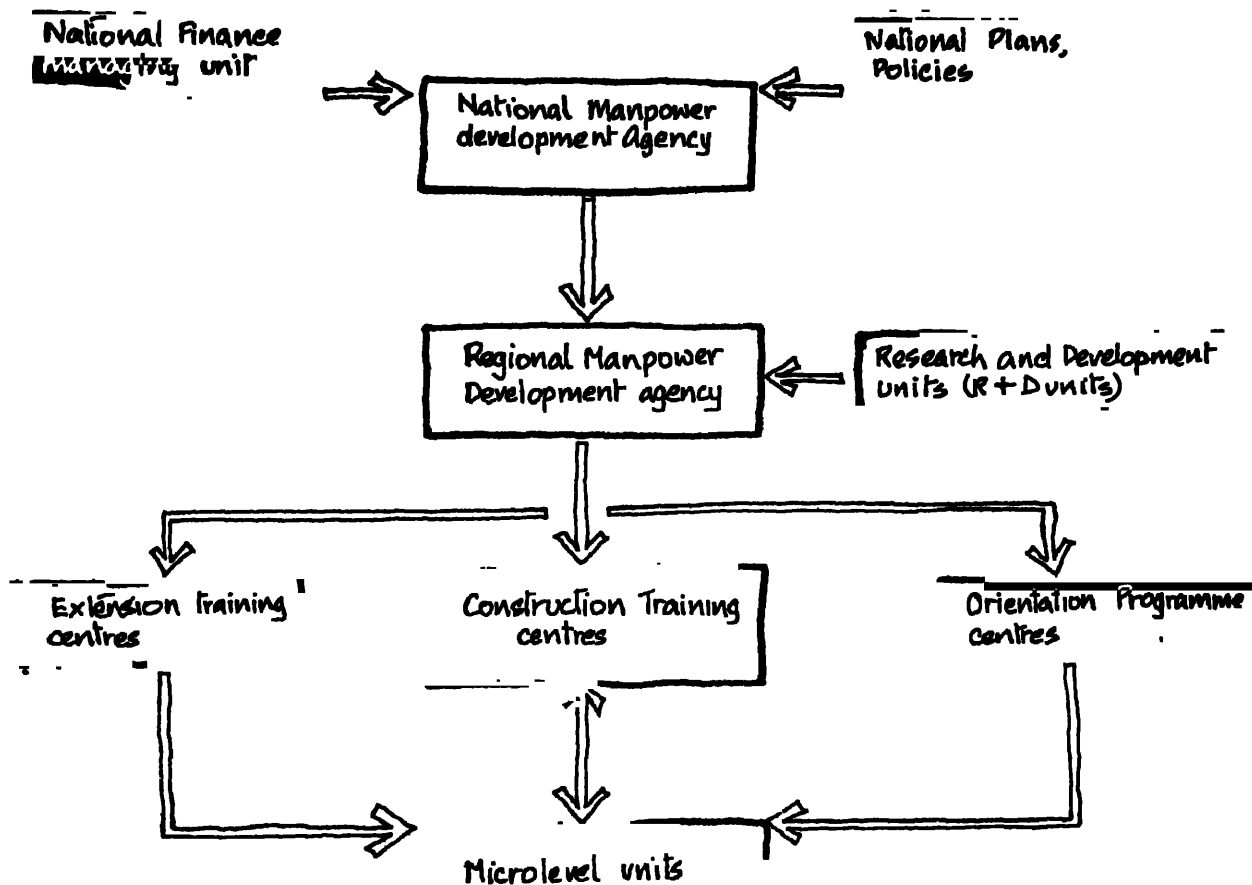 National Finance
managing unit
National Plans,
Policies
National Manpower
development Agency
Regional Manpower
Development agency
Research and Development
units (R+D units)
Extension training
centres
Construction Training
centres
Orientation Programme
centres
Microlevel units